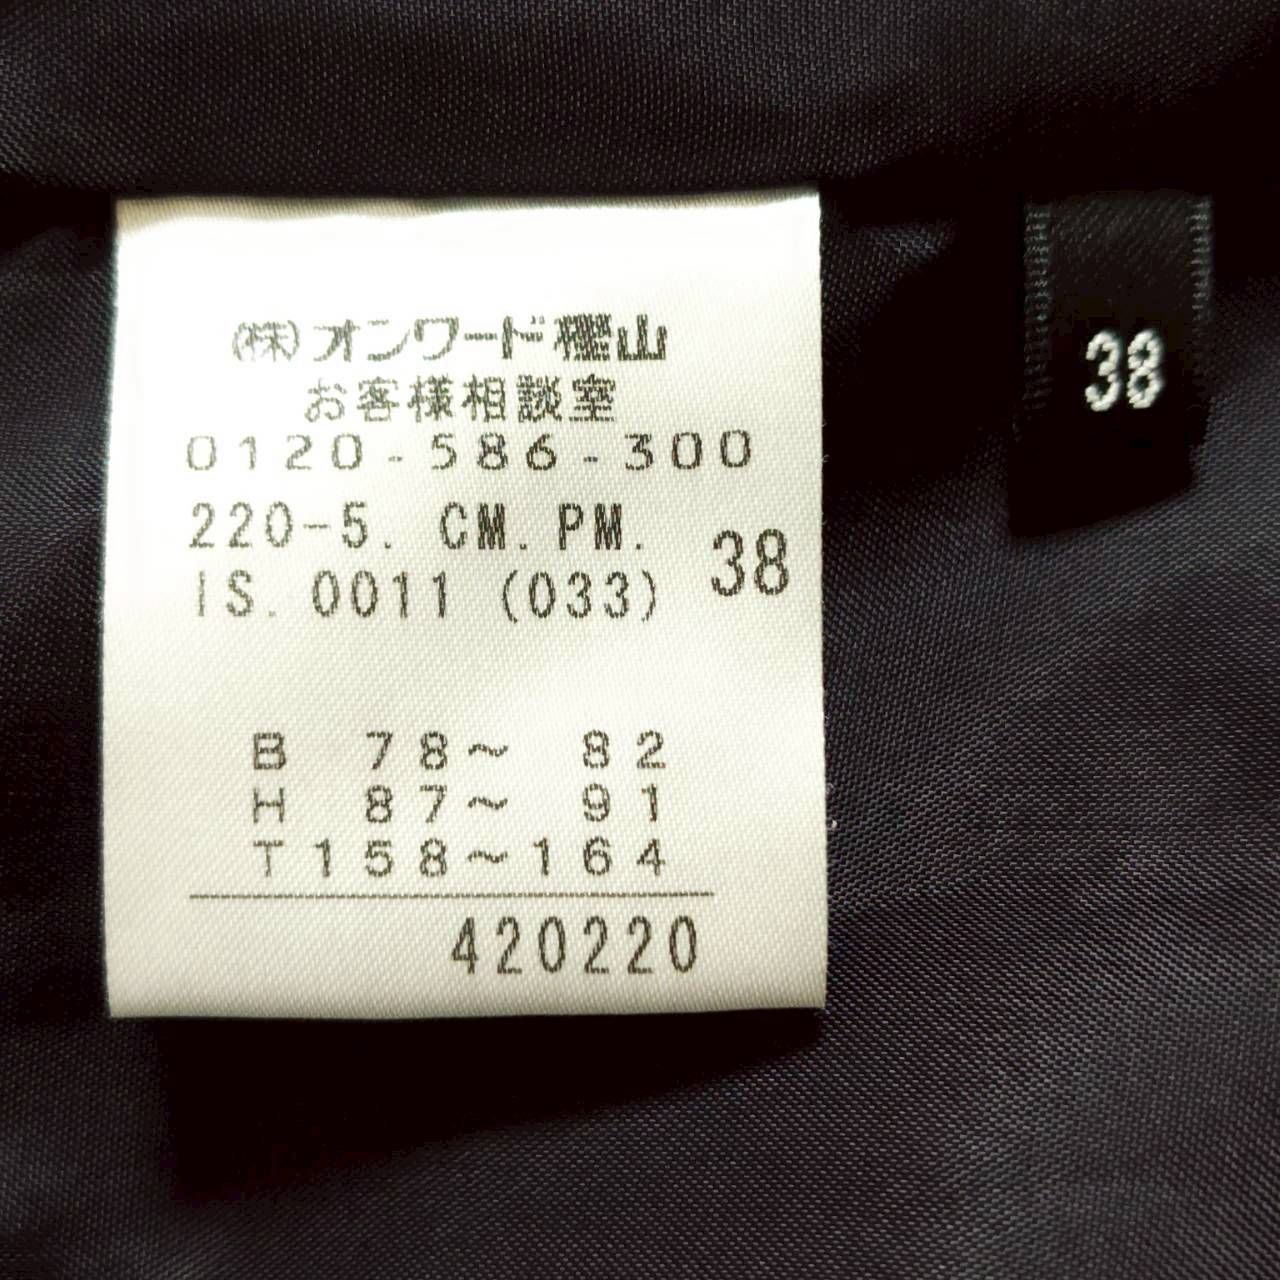 (株)オンワード樫山
お客様相談室
0120-586-300
220-5. CM. PM.
IS. 0011 (033) 38
B 78～ 82
H 87～ 91
T158～164
420220
38